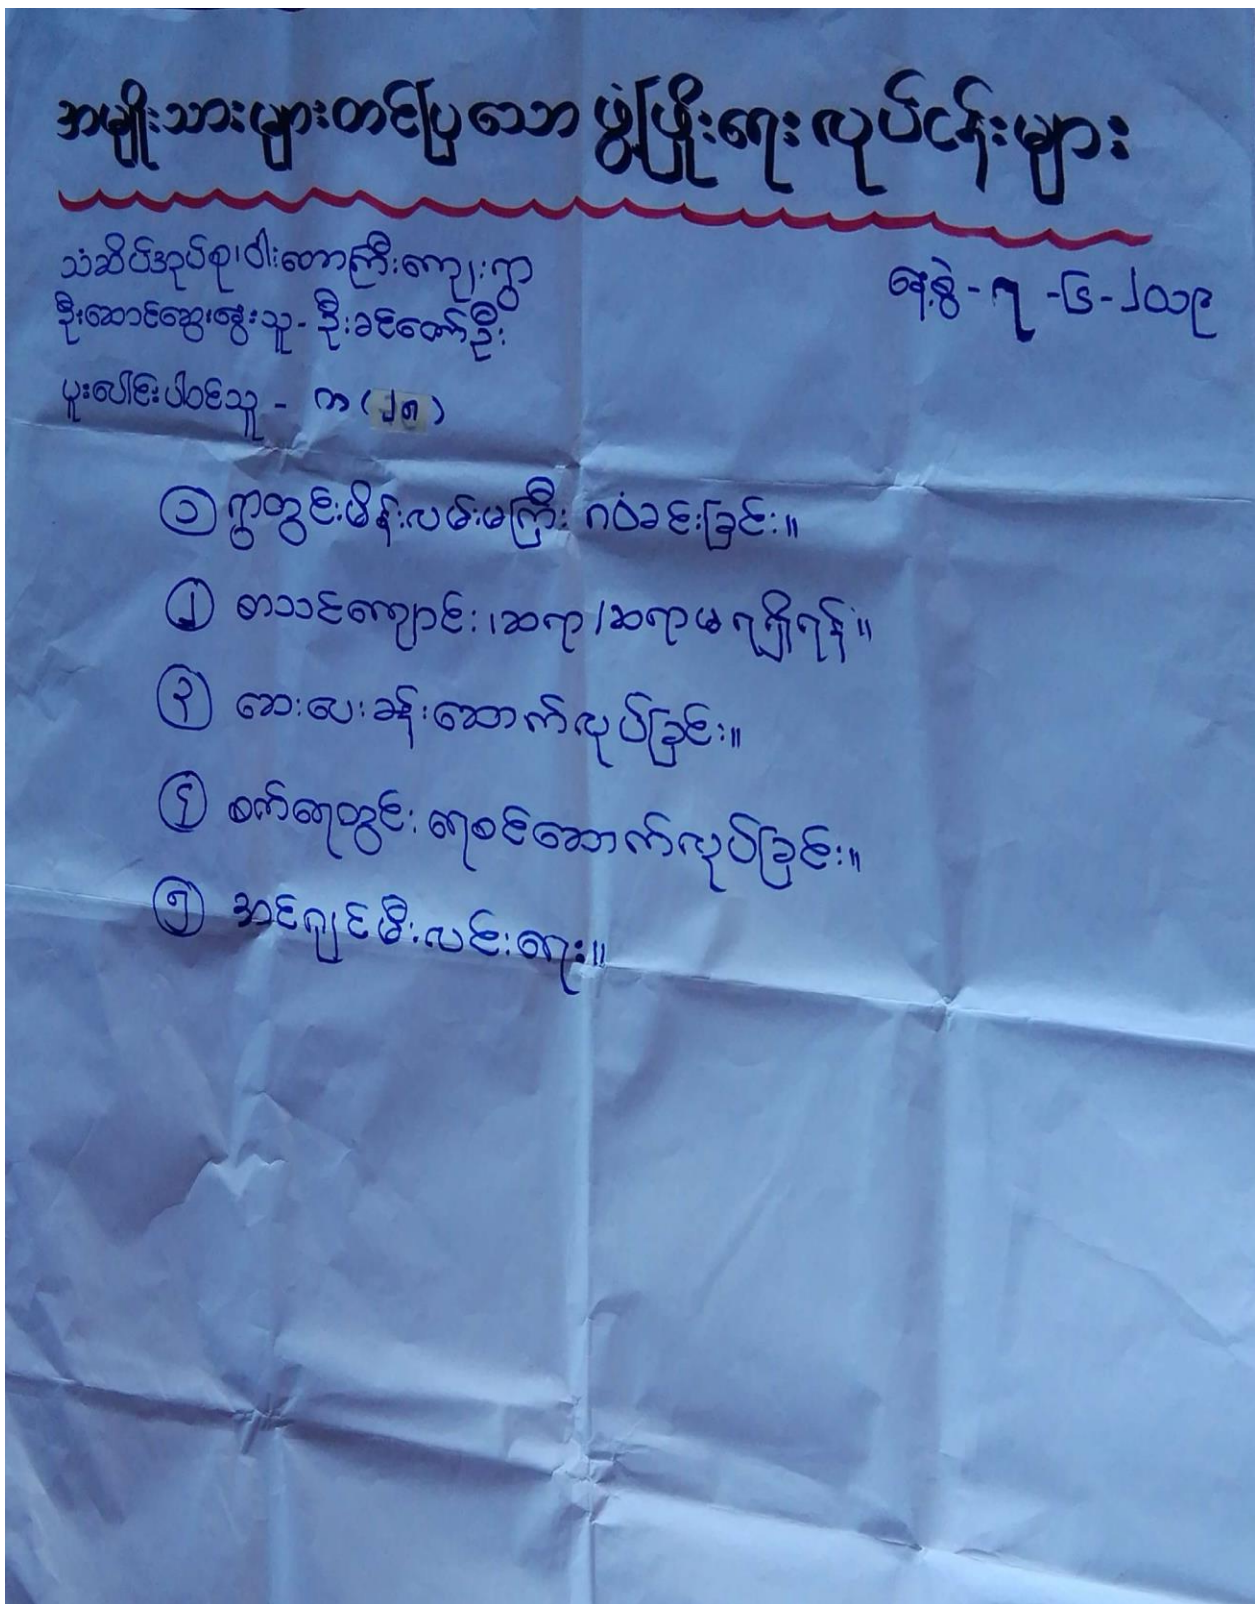 အမျိုးသားများတင်ပြသော ဖွံ့ဖြိုးရေးလုပ်ငန်းများ
သံဆိပ်အုပ်စု၊ဝါးတောကြီးကျေးရွာ
နေ့စွဲ - ၇ - ၆ - ၂၀၁၉
ဦးဆောင်ဆွေးနွေးသူ - ဦးခင်ဇော်ဦး
ပူးပေါင်းပါဝင်သူ - က (၂၈)
၁ ရွာတွင်းမိန်းလမ်းမကြီး ဂဝံခင်းခြင်း။
၂ စာသင်ကျောင်း၊ဆရာ/ဆရာမ ရရှိရန်။
၃ ဆေးပေးခန်းဆောက်လုပ်ခြင်း။
၄ စက်ရေတွင်း ရေစင်ဆောက်လုပ်ခြင်း။
၅ အင်ဂျင်မီးလင်းရေး။